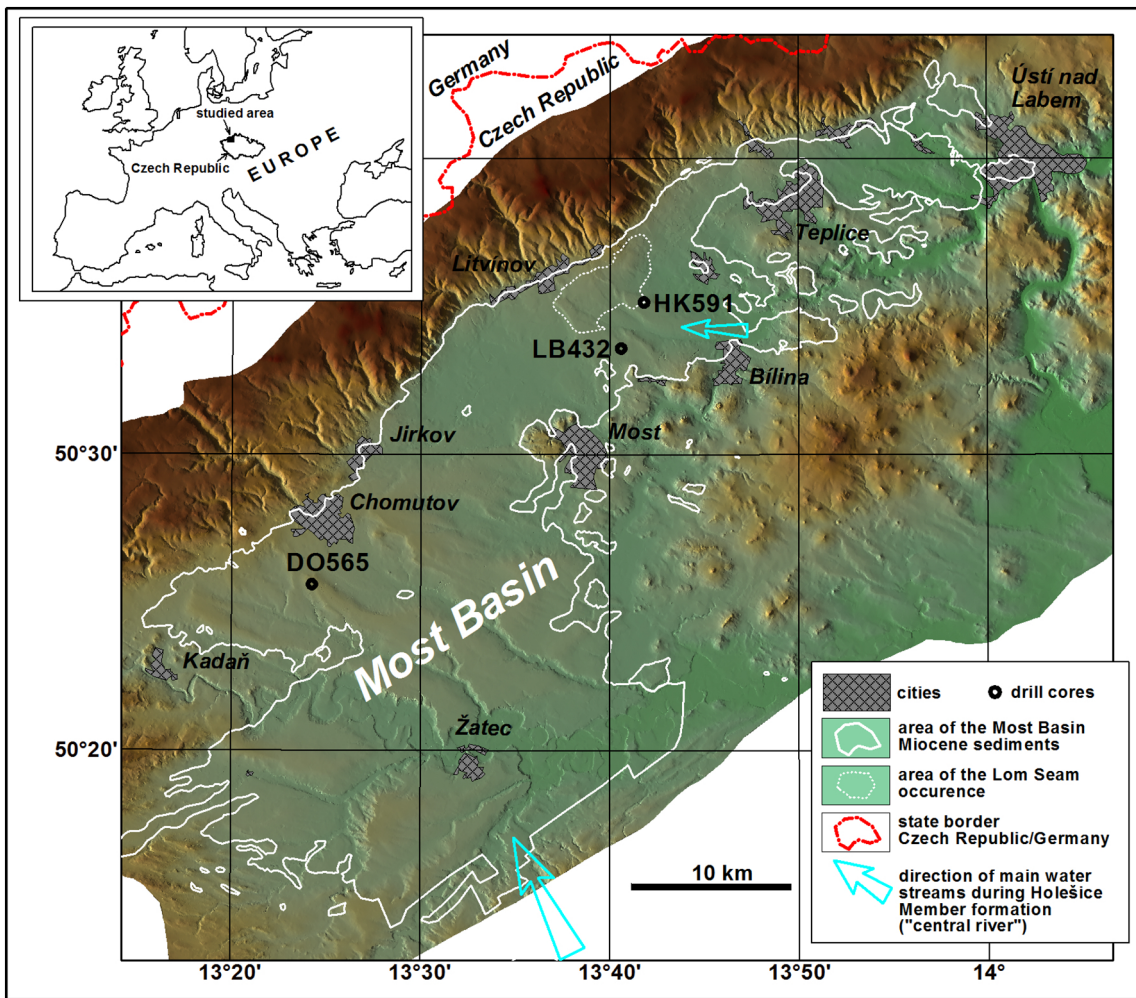 studied area
Czech Republic
EUROPE
Germany
Czech Republic
Ústí nad
Labem
Teplice
Litvínov
HK591
LB432
Bílina
Jirkov
Most
50°30'
Chomutov
DO565
Most Basin
Kadaň
Žatec
50°20'
10 km
13°20'
13°30'
13°40'
13°50'
14°
cities
drill cores
area of the Most Basin
Miocene sediments
area of the Lom Seam
occurence
state border
Czech Republic/Germany
direction of main water
streams during Holešice
Member formation
("central river")